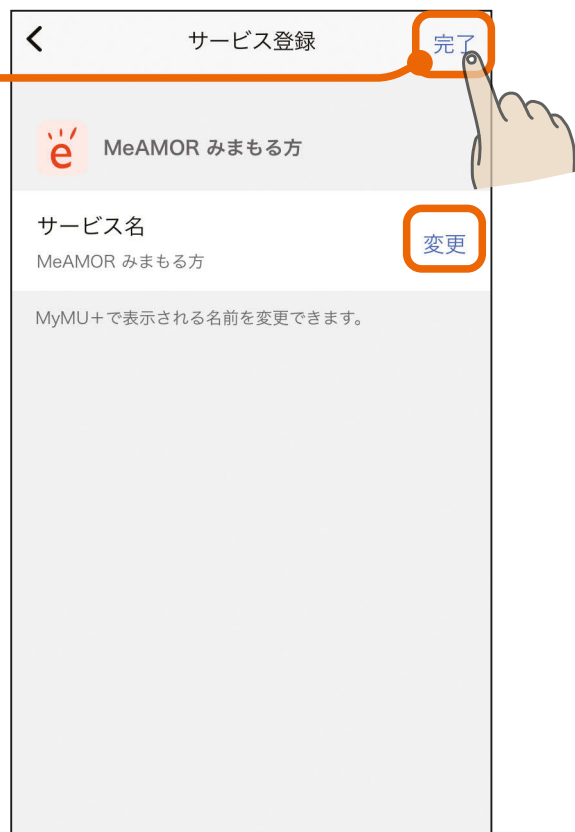 サービス登録
完了
e
MeAMOR みまもる方
サービス名
変更
MeAMOR みまもる方
MyMU＋で表示される名前を変更できます。